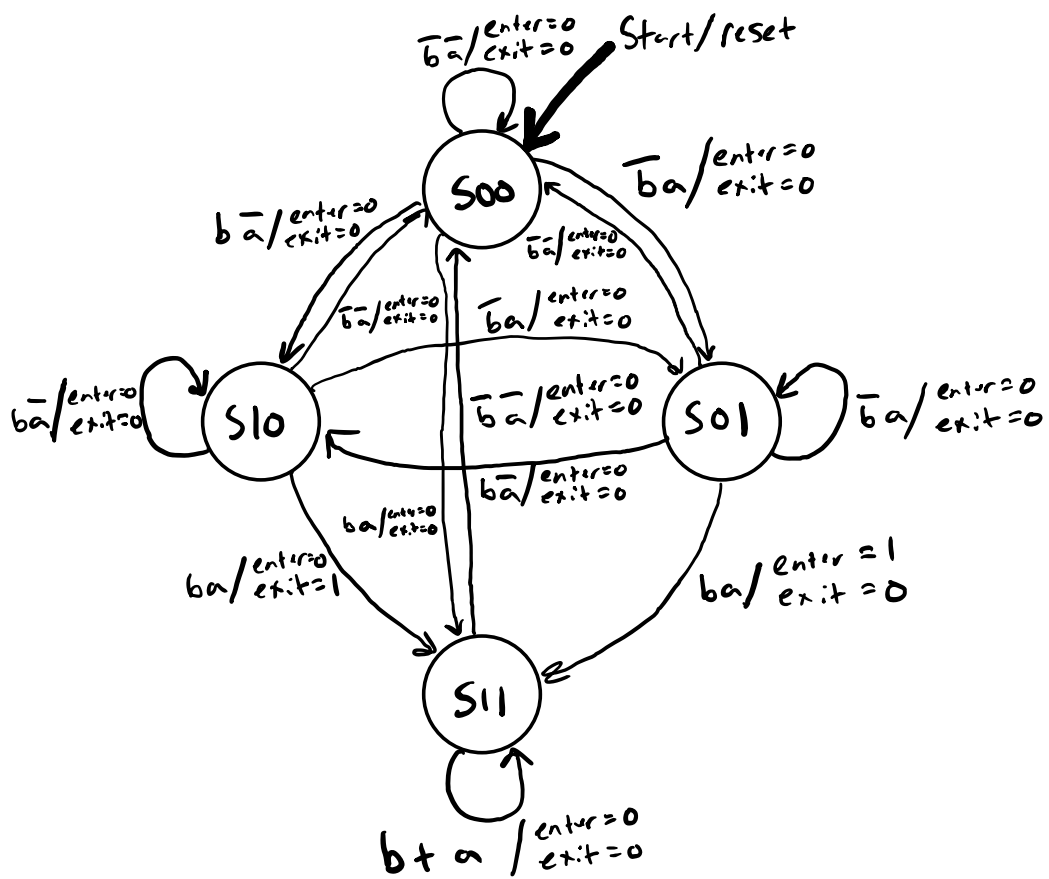 b̅ a̅ / enter=0
exit=0
Start/reset
S00
b̅ a / enter=0
exit=0
b a̅ / enter=0
exit=0
b̅ a̅ / enter=0
exit=0
b̅ a̅ / enter=0
exit=0
b̅ a / enter=0
exit=0
b a̅ / enter=0
exit=0
S10
b̅ a̅ / enter=0
exit=0
S01
b̅ a / enter=0
exit=0
b a̅ / enter=0
exit=0
ba / enter=0
exit=0
ba / enter=0
exit=1
ba / enter=1
exit=0
S11
b + a / enter=0
exit=0